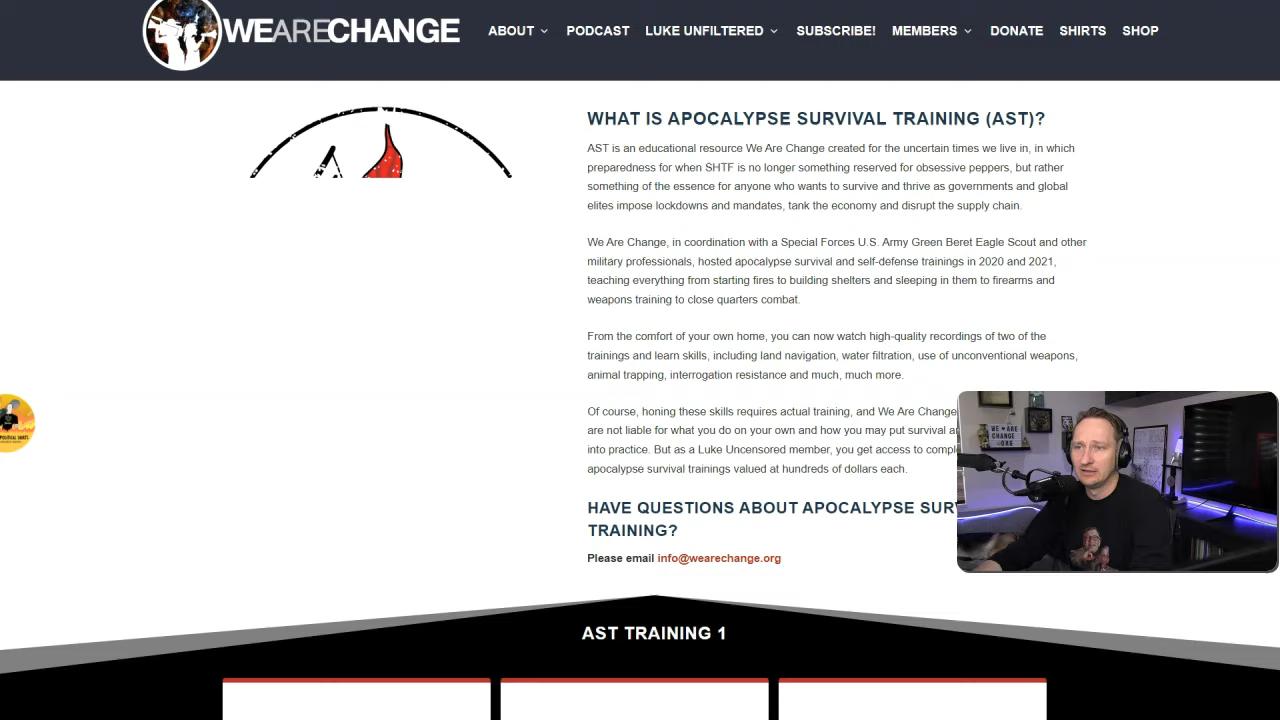 WEARECHANGE
ABOUT
PODCAST
LUKE UNFILTERED
SUBSCRIBE!
MEMBERS
DONATE
SHIRTS
SHOP
WHAT IS APOCALYPSE SURVIVAL TRAINING (AST)?
AST is an educational resource We Are Change created for the uncertain times we live in, in which
preparedness for when SHTF is no longer something reserved for obsessive peppers, but rather
something of the essence for anyone who wants to survive and thrive as governments and global
elites impose lockdowns and mandates, tank the economy and disrupt the supply chain.
We Are Change, in coordination with a Special Forces U.S. Army Green Beret Eagle Scout and other
military professionals, hosted apocalypse survival and self-defense trainings in 2020 and 2021,
teaching everything from starting fires to building shelters and sleeping in them to firearms and
weapons training to close quarters combat.
From the comfort of your own home, you can now watch high-quality recordings of two of the
trainings and learn skills, including land navigation, water filtration, use of unconventional weapons,
animal trapping, interrogation resistance and much, much more.
Of course, honing these skills requires actual training, and We Are Change
are not liable for what you do on your own and how you may put survival
into practice. But as a Luke Uncensored member, you get access to
apocalypse survival trainings valued at hundreds of dollars each.
HAVE QUESTIONS ABOUT APOCALYPSE
TRAINING?
Please email info@wearechange.org
WE ARE
CHANGE
AST TRAINING 1